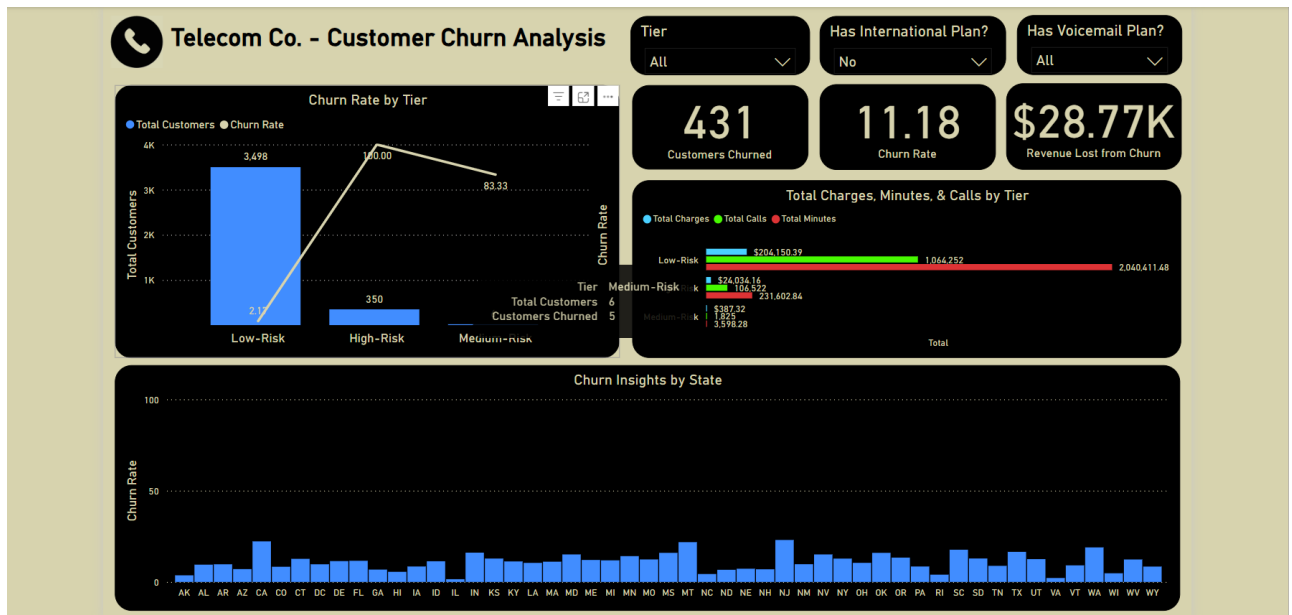 Telecom Co. - Customer Churn Analysis
Tier
All
Has International Plan?
No
Has Voicemail Plan?
All
Churn Rate by Tier
Total Customers Churn Rate
Total Customers
4K
3K
2K
1K
3,498
350
100.00
83.33
Churn Rate
Low-Risk High-Risk Medium-Risk
Tier Medium-Risk
Total Customers 6
Customers Churned 5
431
Customers Churned
11.18
Churn Rate
$28.77K
Revenue Lost from Churn
Total Charges, Minutes, & Calls by Tier
Total Charges Total Calls Total Minutes
Low-Risk
$204,150.39
1,064,252
2,040,411.48
$24,034.16
106,522
231,602.84
Medium-Risk
$387.32
1,825
3,598.28
Total
Churn Insights by State
Churn Rate
100
50
0
AK AL AR AZ CA CO CT DC DE FL GA HI IA ID IL IN KS KY LA MA MD ME MI MN MO MS MT NC ND NE NH NJ NM NV NY OH OK OR PA RI SC SD TN TX UT VA VT WA WI WV WY